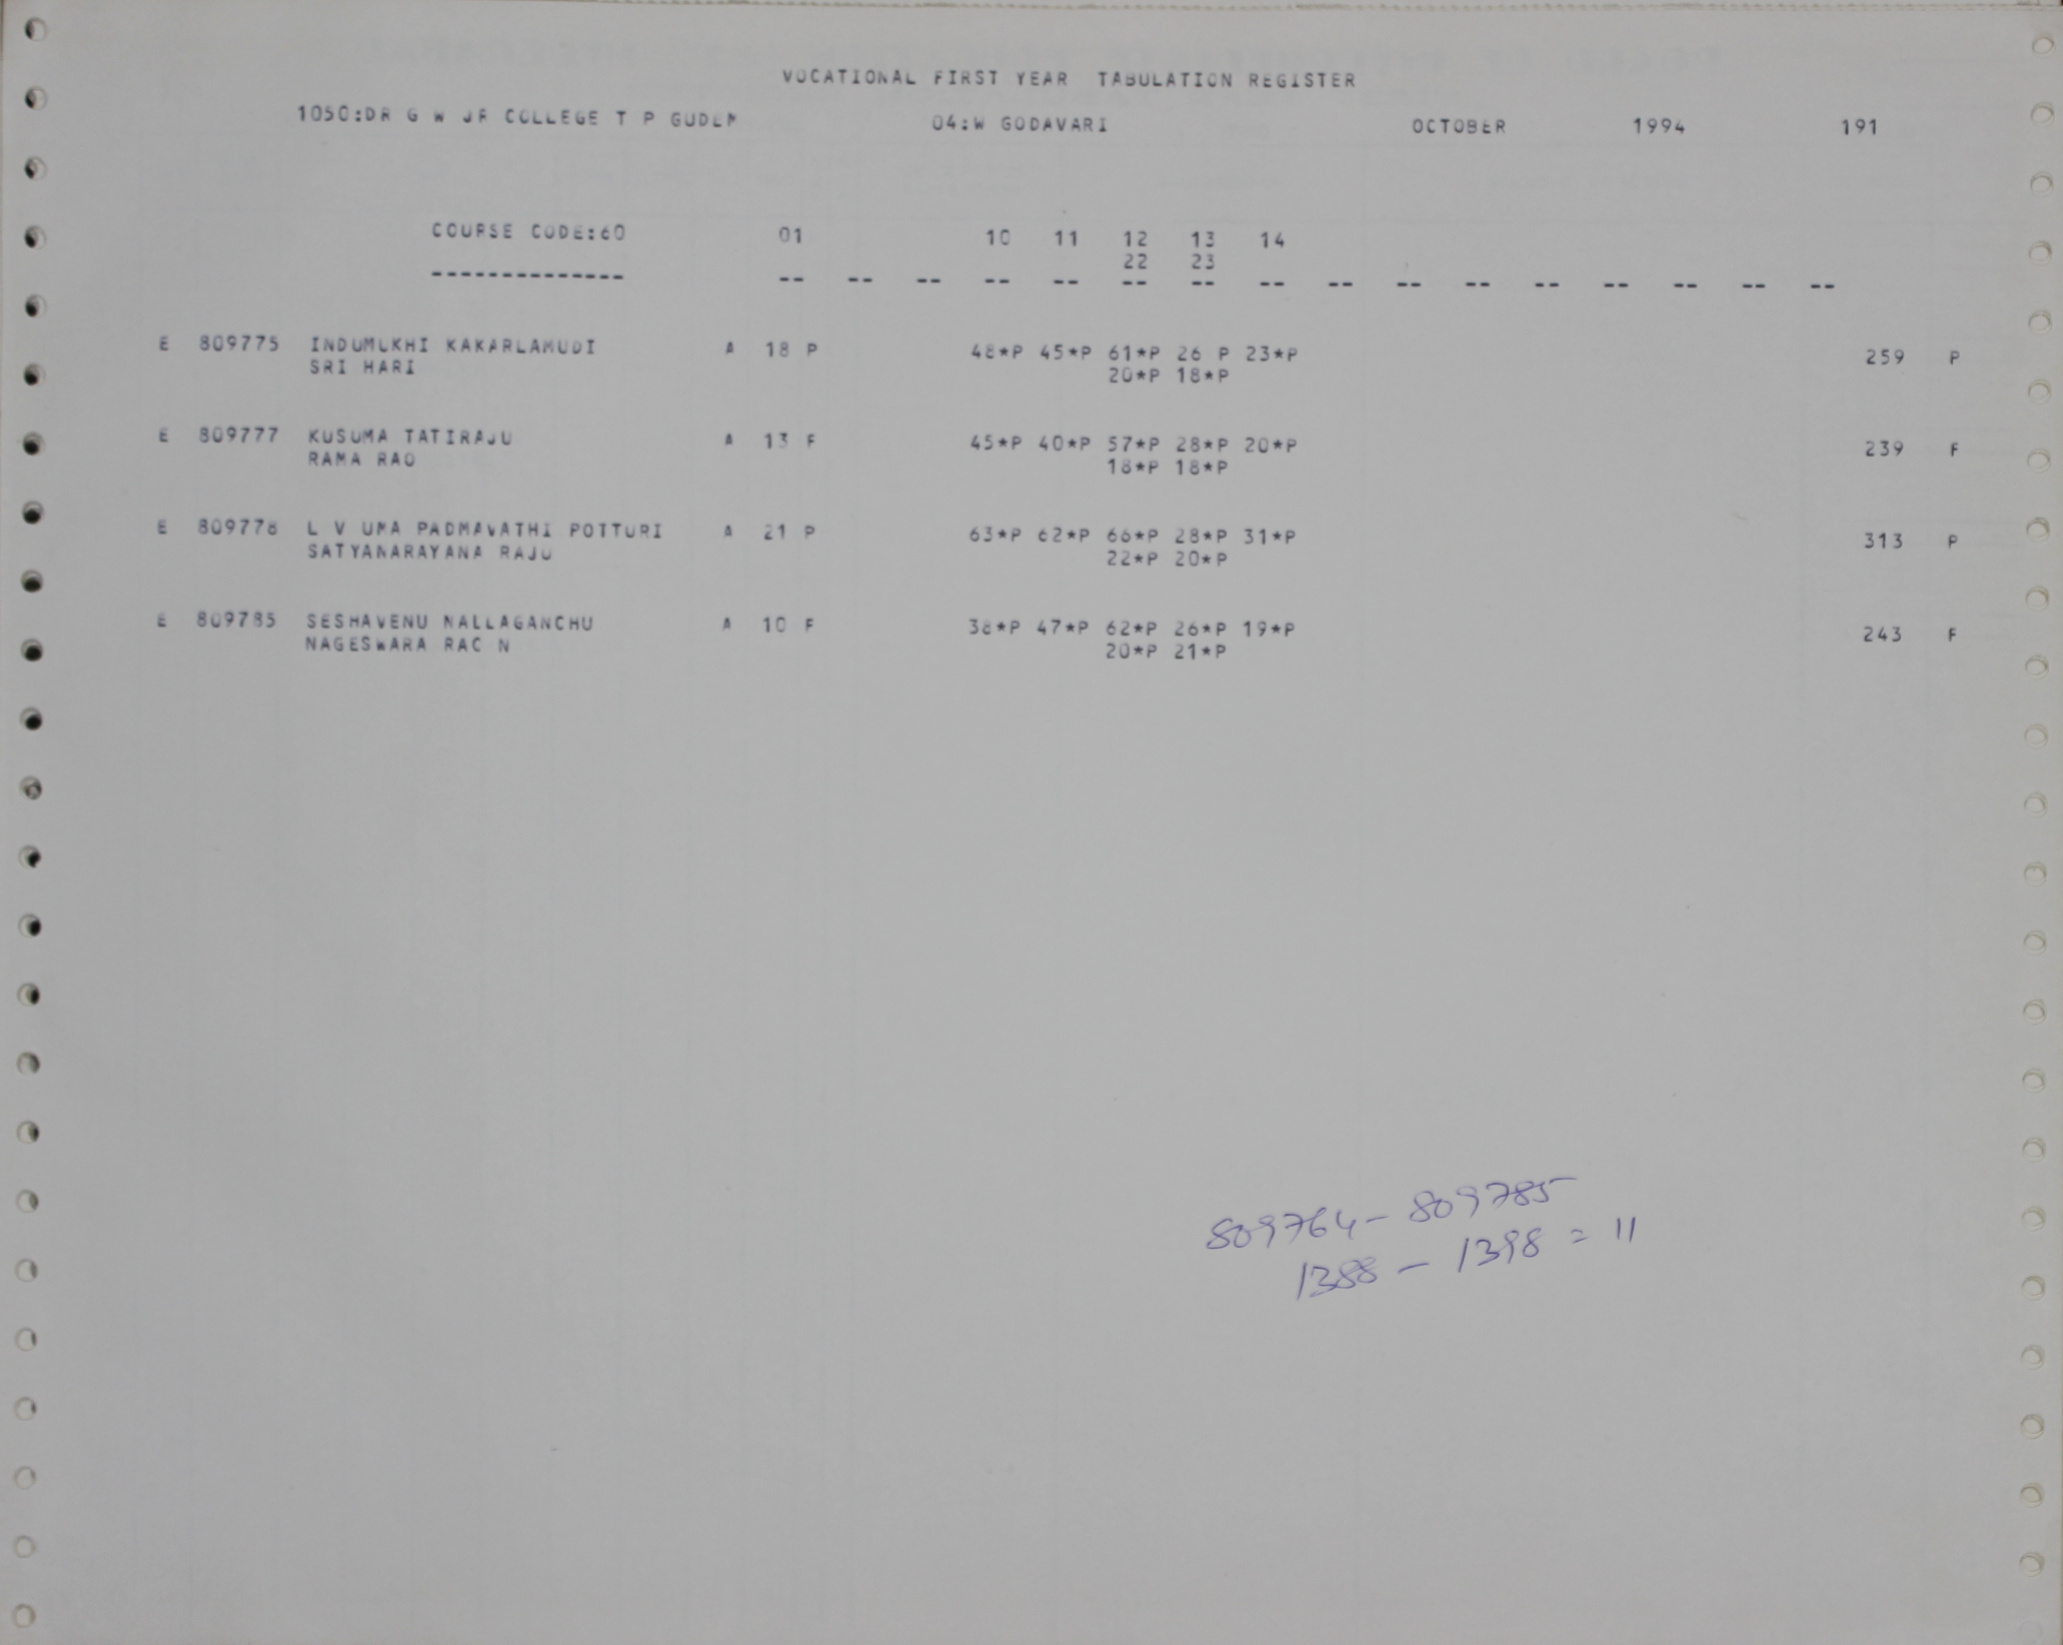 VOCATIONAL FIRST YEAR TABULATION REGISTER
1050:DR G W JR COLLEGE T P GUDEM 04:W GODAVARI OCTOBER 1994 191
COURSE CODE:60 01 10 11 12 13 14
22 23
-------------- -- -- -- -- -- -- -- -- -- -- -- -- -- -- -- --
E 809775 INDUMUKHI KAKARLAMUDI A 18 P 48*P 45*P 61*P 26 P 23*P 259 P
SRI HARI 20*P 18*P
E 809777 KUSUMA TATIRAJU A 13 F 45*P 40*P 57*P 28*P 20*P 239 F
RAMA RAO 18*P 18*P
E 809778 L V UMA PADMAVATHI POTTURI A 21 P 63*P 62*P 66*P 28*P 31*P 313 P
SATYANARAYANA RAJU 22*P 20*P
E 809785 SESHAVENU NALLAGANCHU A 10 F 38*P 47*P 62*P 26*P 19*P 243 F
NAGESWARA RAO N 20*P 21*P
809764 - 809785
1388 - 1398 = 11